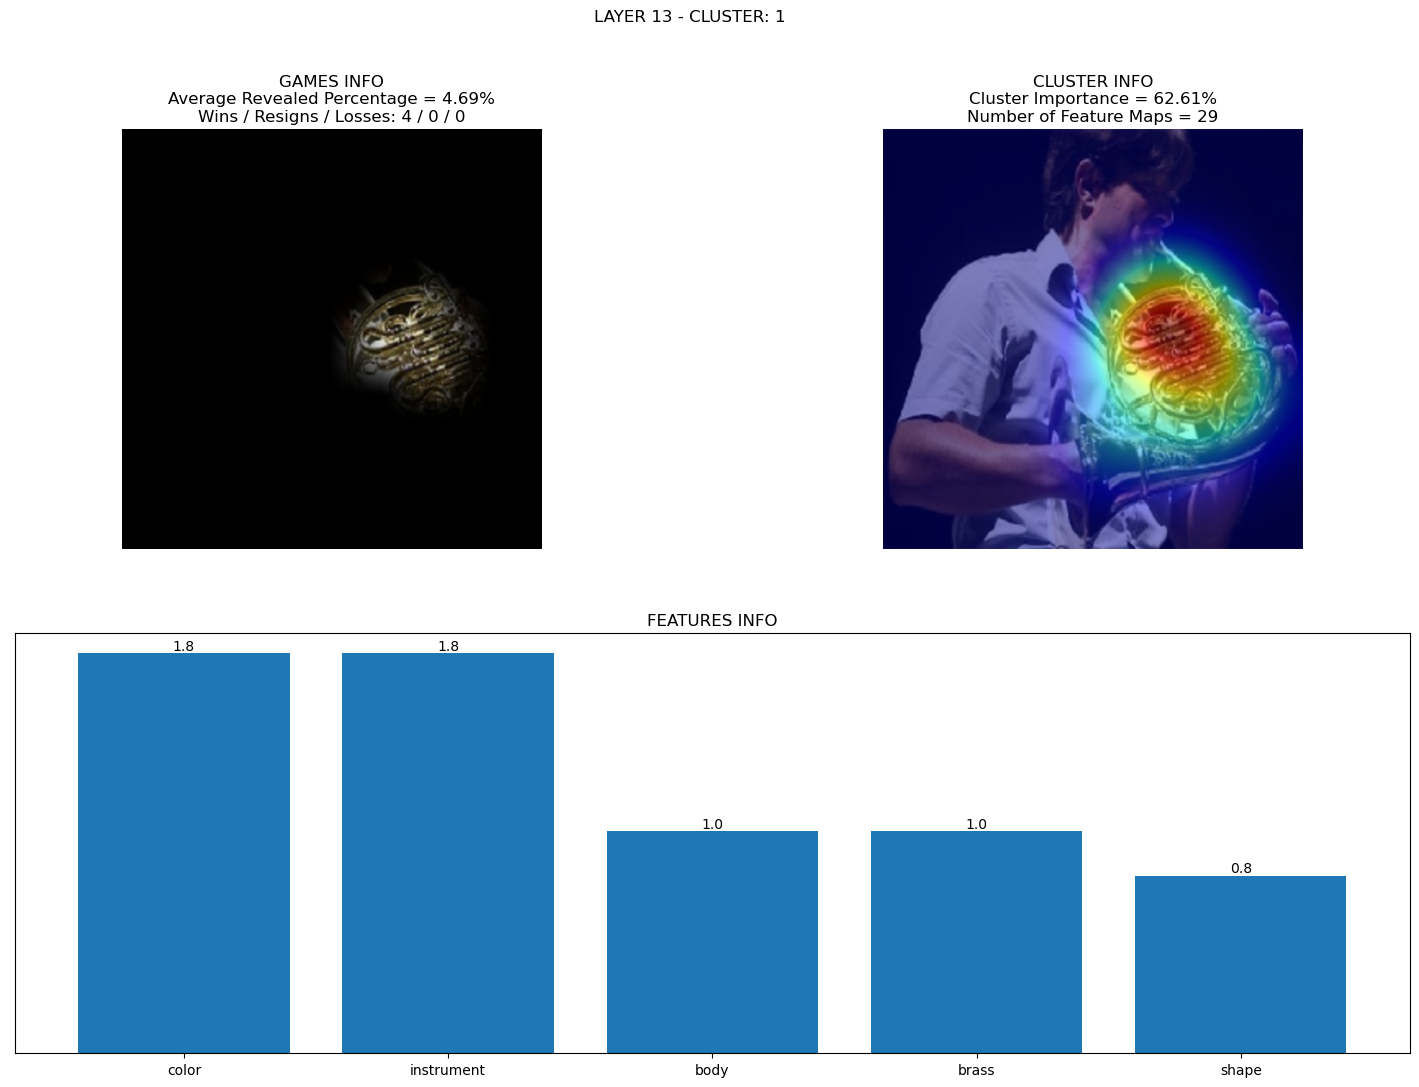 LAYER 13 - CLUSTER: 1
GAMES INFO
Average Revealed Percentage = 4.69%
Wins / Resigns / Losses: 4 / 0 / 0
CLUSTER INFO
Cluster Importance = 62.61%
Number of Feature Maps = 29
FEATURES INFO
1.8
1.8
1.0
1.0
0.8
color
instrument
body
brass
shape